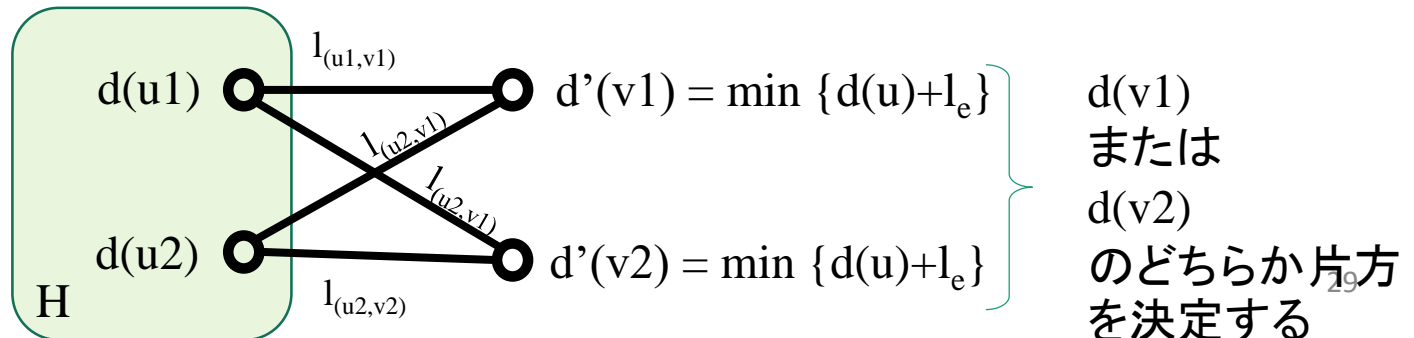 l(u1,v1)
d(u1)
d’(v1) = min {d(u)+le}
l(u2,v1)
l(u2,v1)
d(u2)
d’(v2) = min {d(u)+le}
l(u2,v2)
H
d(v1)
または
d(v2)
のどちらか片方
29
を決定する